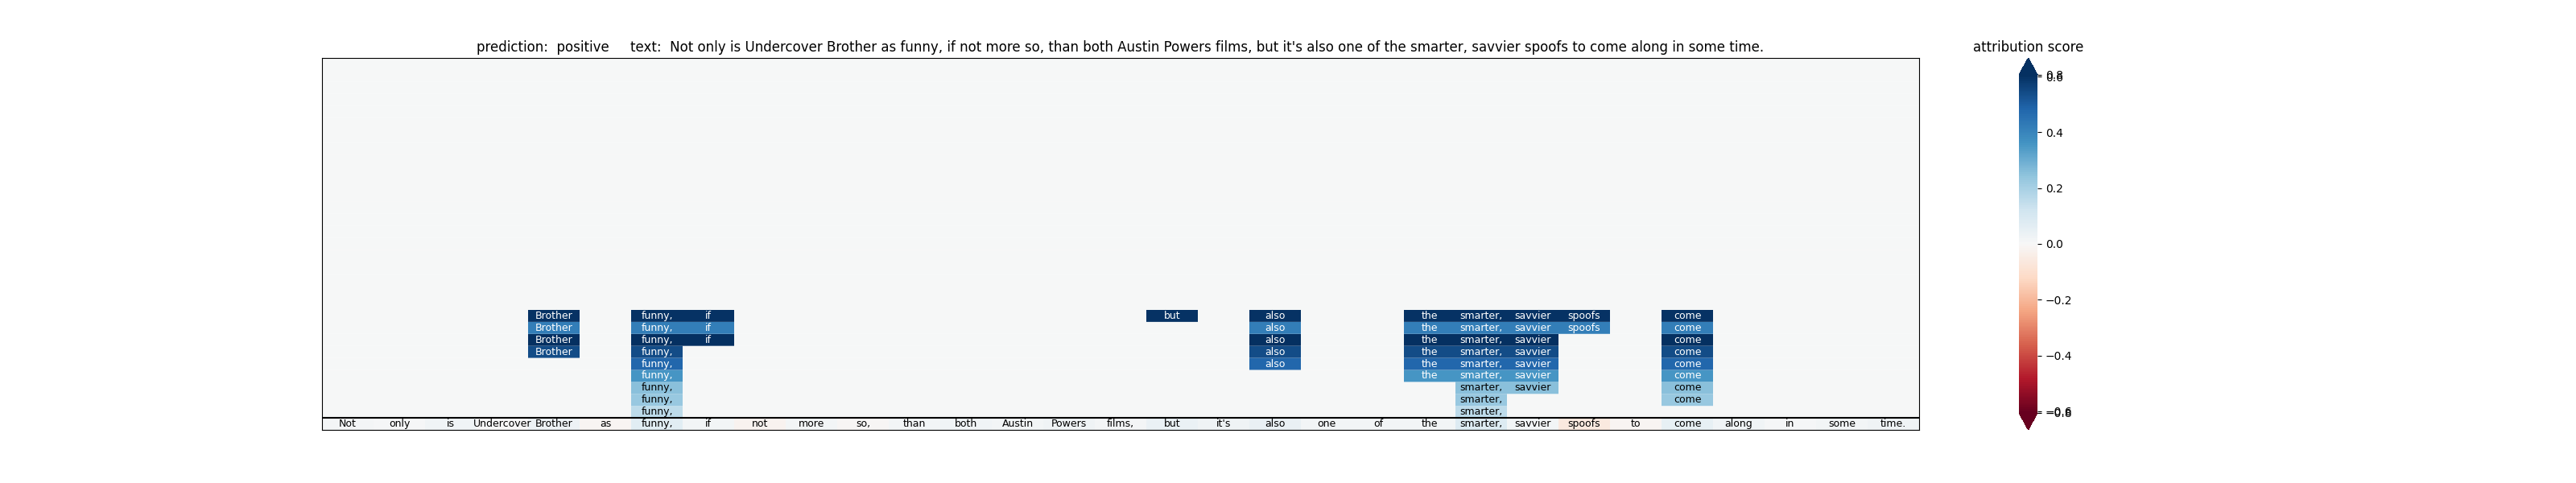 prediction:  positive     text:  Not only is Undercover Brother as funny, if not more so, than both Austin Powers films, but it's also one of the smarter, savvier spoofs to come along in some time.
attribution score
0.8
0.6
0.4
0.2
0.0
−0.2
−0.4
−0.6
−0.8
Brother funny, if but also the smarter, savvier spoofs come
Brother funny, if also the smarter, savvier spoofs come
Brother funny, if also the smarter, savvier come
Brother funny, also the smarter, savvier come
funny, also the smarter, savvier come
funny, the smarter, savvier come
funny, smarter, savvier come
funny, smarter, come
funny, smarter,
Not only is Undercover Brother as funny, if not more so, than both Austin Powers films, but it's also one of the smarter, savvier spoofs to come along in some time.